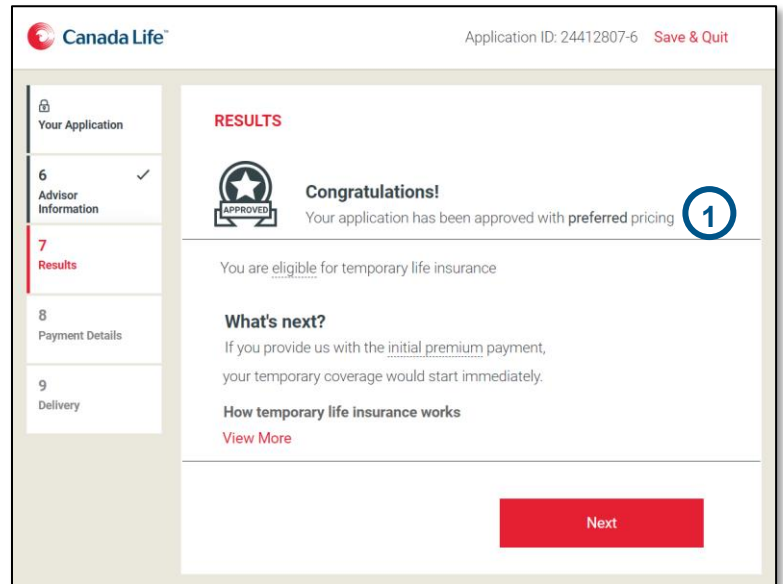 Canada Life™
Application ID: 24412807-6 Save & Quit
Your Application
6
Advisor
Information
7
Results
8
Payment Details
9
Delivery
RESULTS
APPROVED
Congratulations!
Your application has been approved with preferred pricing
1
You are eligible for temporary life insurance
What's next?
If you provide us with the initial premium payment,
your temporary coverage would start immediately.
How temporary life insurance works
View More
Next